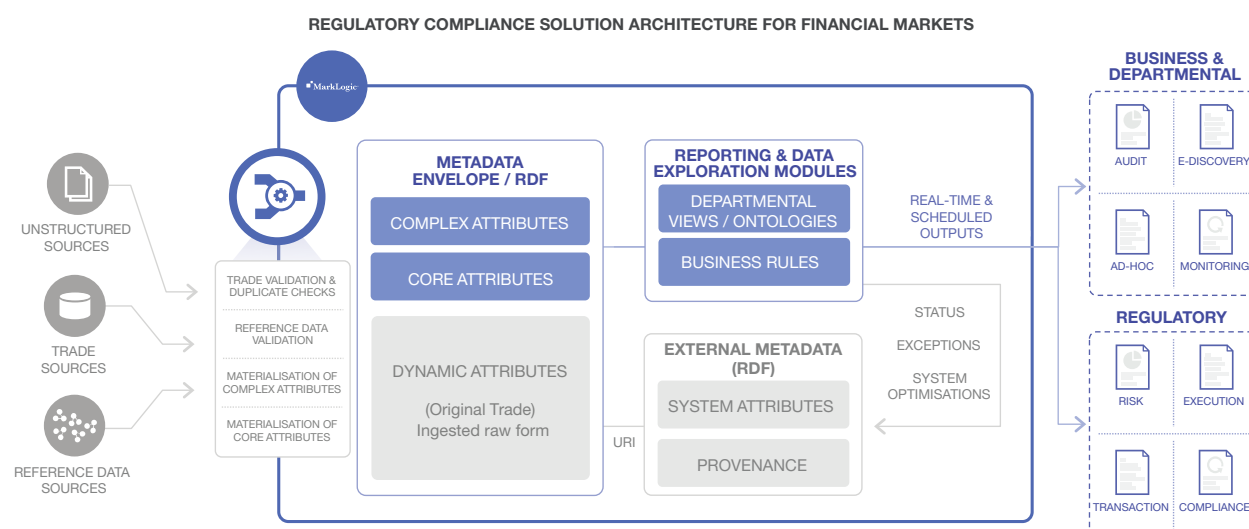 REGULATORY COMPLIANCE SOLUTION ARCHITECTURE FOR FINANCIAL MARKETS
MarkLogic
UNSTRUCTURED
SOURCES
TRADE
SOURCES
REFERENCE DATA
SOURCES
TRADE VALIDATION &
DUPLICATE CHECKS
REFERENCE DATA
VALIDATION
MATERIALISATION OF
COMPLEX ATTRIBUTES
MATERIALISATION OF
CORE ATTRIBUTES
METADATA
ENVELOPE / RDF
COMPLEX ATTRIBUTES
CORE ATTRIBUTES
DYNAMIC ATTRIBUTES
(Original Trade)
Ingested raw form
URI
REPORTING & DATA
EXPLORATION MODULES
DEPARTMENTAL
VIEWS / ONTOLOGIES
BUSINESS RULES
EXTERNAL METADATA
(RDF)
SYSTEM ATTRIBUTES
PROVENANCE
REAL-TIME &
SCHEDULED
OUTPUTS
STATUS
EXCEPTIONS
SYSTEM
OPTIMISATIONS
BUSINESS &
DEPARTMENTAL
AUDIT
E-DISCOVERY
AD-HOC
MONITORING
REGULATORY
RISK
EXECUTION
TRANSACTION
COMPLIANCE